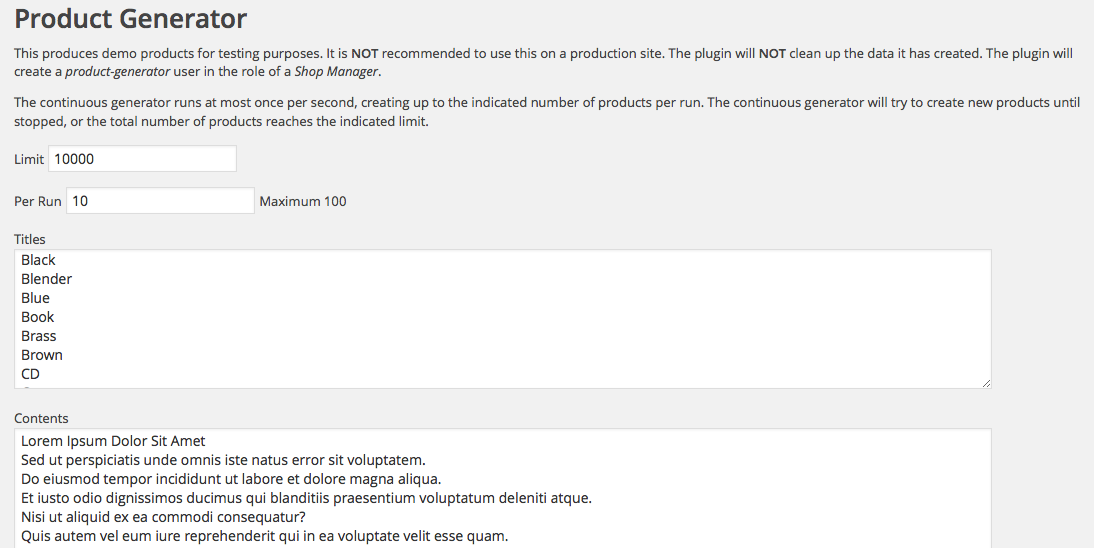 Product Generator
This produces demo products for testing purposes. It is NOT recommended to use this on a production site. The plugin will NOT clean up the data it has created. The plugin will
create a product-generator user in the role of a Shop Manager.
The continuous generator runs at most once per second, creating up to the indicated number of products per run. The continuous generator will try to create new products until
stopped, or the total number of products reaches the indicated limit.
Limit 10000
Per Run 10 Maximum 100
Titles
Black
Blender
Blue
Book
Brass
Brown
CD
Contents
Lorem Ipsum Dolor Sit Amet
Sed ut perspiciatis unde omnis iste natus error sit voluptatem.
Do eiusmod tempor incididunt ut labore et dolore magna aliqua.
Et iusto odio dignissimos ducimus qui blanditiis praesentium voluptatum deleniti atque.
Nisi ut aliquid ex ea commodi consequatur?
Quis autem vel eum iure reprehenderit qui in ea voluptate velit esse quam.